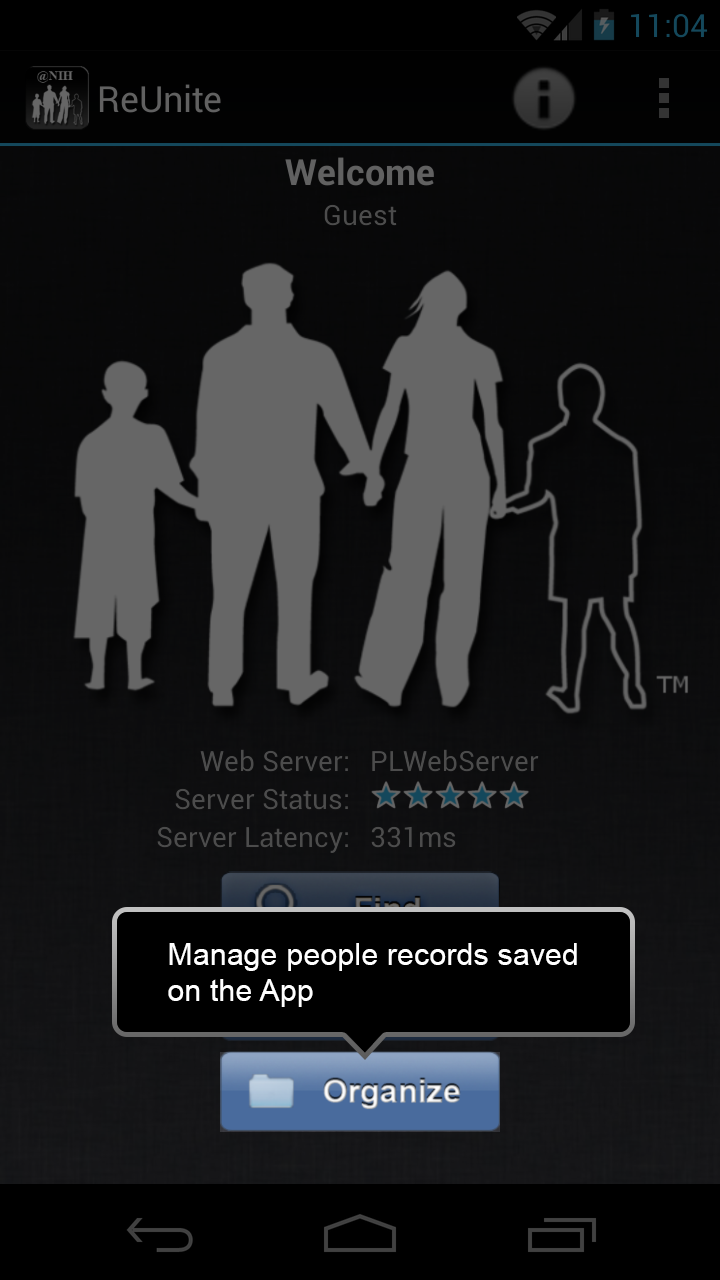 11:04
@NIH
ReUnite
Welcome
Guest
TM
Web Server: PLWebServer
Server Status:
Server Latency: 331ms
Find
Manage people records saved
on the App
Organize